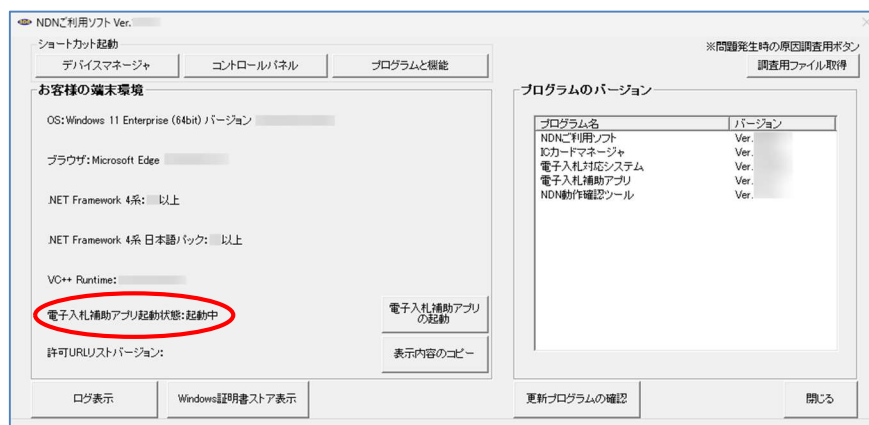 NDNご利用ソフト Ver.
ショートカット起動
※問題発生時の原因調査用ボタン
デバイスマネージャ
コントロールパネル
プログラムと機能
調査用ファイル取得
お客様の端末環境
OS:Windows 11 Enterprise (64bit) バージョン
ブラウザ:Microsoft Edge
.NET Framework 4系: 以上
.NET Framework 4系 日本語パック: 以上
VC++ Runtime:
電子入札補助アプリ起動状態:起動中
電子入札補助アプリ
の起動
許可URLリストバージョン:
表示内容のコピー
プログラムのバージョン
プログラム名 バージョン
NDNご利用ソフト Ver.
ICカードマネージャ Ver.
電子入札対応システム Ver.
電子入札補助アプリ Ver.
NDN動作確認ツール Ver.
ログ表示
Windows証明書ストア表示
更新プログラムの確認
閉じる